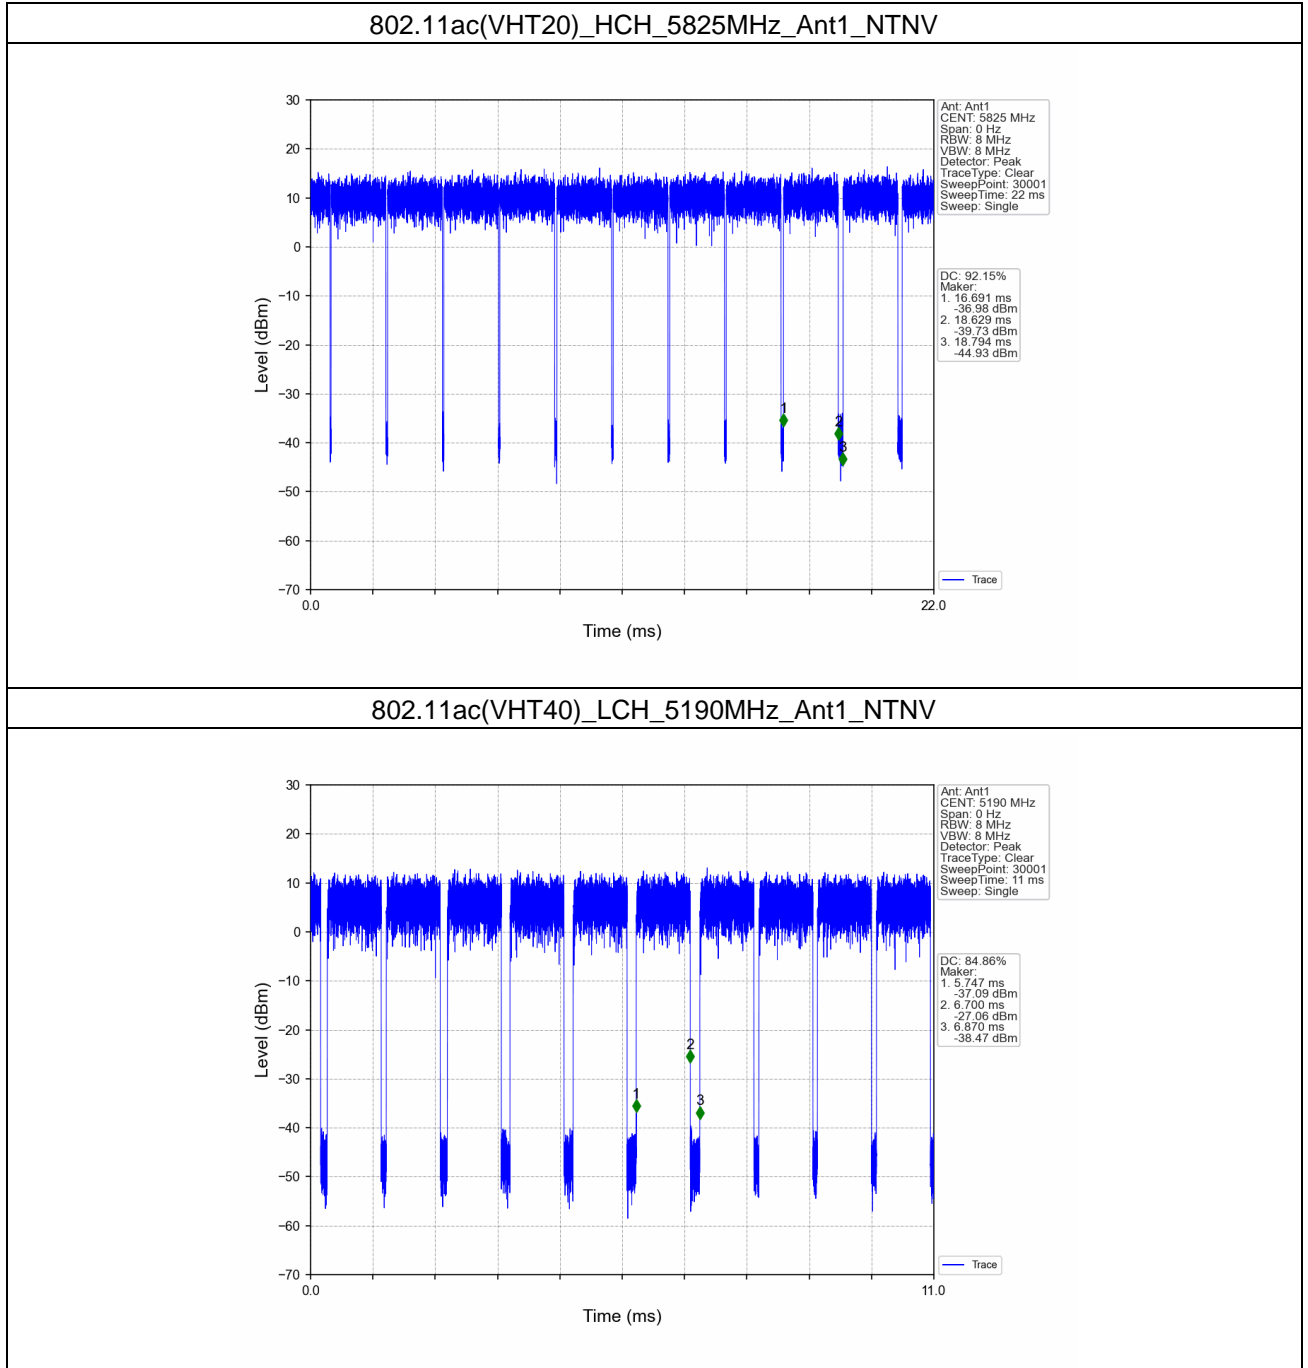 802.11ac(VHT20)_HCH_5825MHz_Ant1_NTNV
30
20
10
0
−10
−20
−30
−40
−50
−60
−70
Level (dBm)
0.0
22.0
Time (ms)
1
2
3
Ant: Ant1
CENT: 5825 MHz
Span: 0 Hz
RBW: 8 MHz
VBW: 8 MHz
Detector: Peak
TraceType: Clear
SweepPoint: 30001
SweepTime: 22 ms
Sweep: Single
DC: 92.15%
Maker:
1. 16.691 ms
-36.98 dBm
2. 18.629 ms
-39.73 dBm
3. 18.794 ms
-44.93 dBm
Trace
802.11ac(VHT40)_LCH_5190MHz_Ant1_NTNV
30
20
10
0
−10
−20
−30
−40
−50
−60
−70
Level (dBm)
0.0
11.0
Time (ms)
1
2
3
Ant: Ant1
CENT: 5190 MHz
Span: 0 Hz
RBW: 8 MHz
VBW: 8 MHz
Detector: Peak
TraceType: Clear
SweepPoint: 30001
SweepTime: 11 ms
Sweep: Single
DC: 84.86%
Maker:
1. 5.747 ms
-37.09 dBm
2. 6.700 ms
-27.06 dBm
3. 6.870 ms
-38.47 dBm
Trace